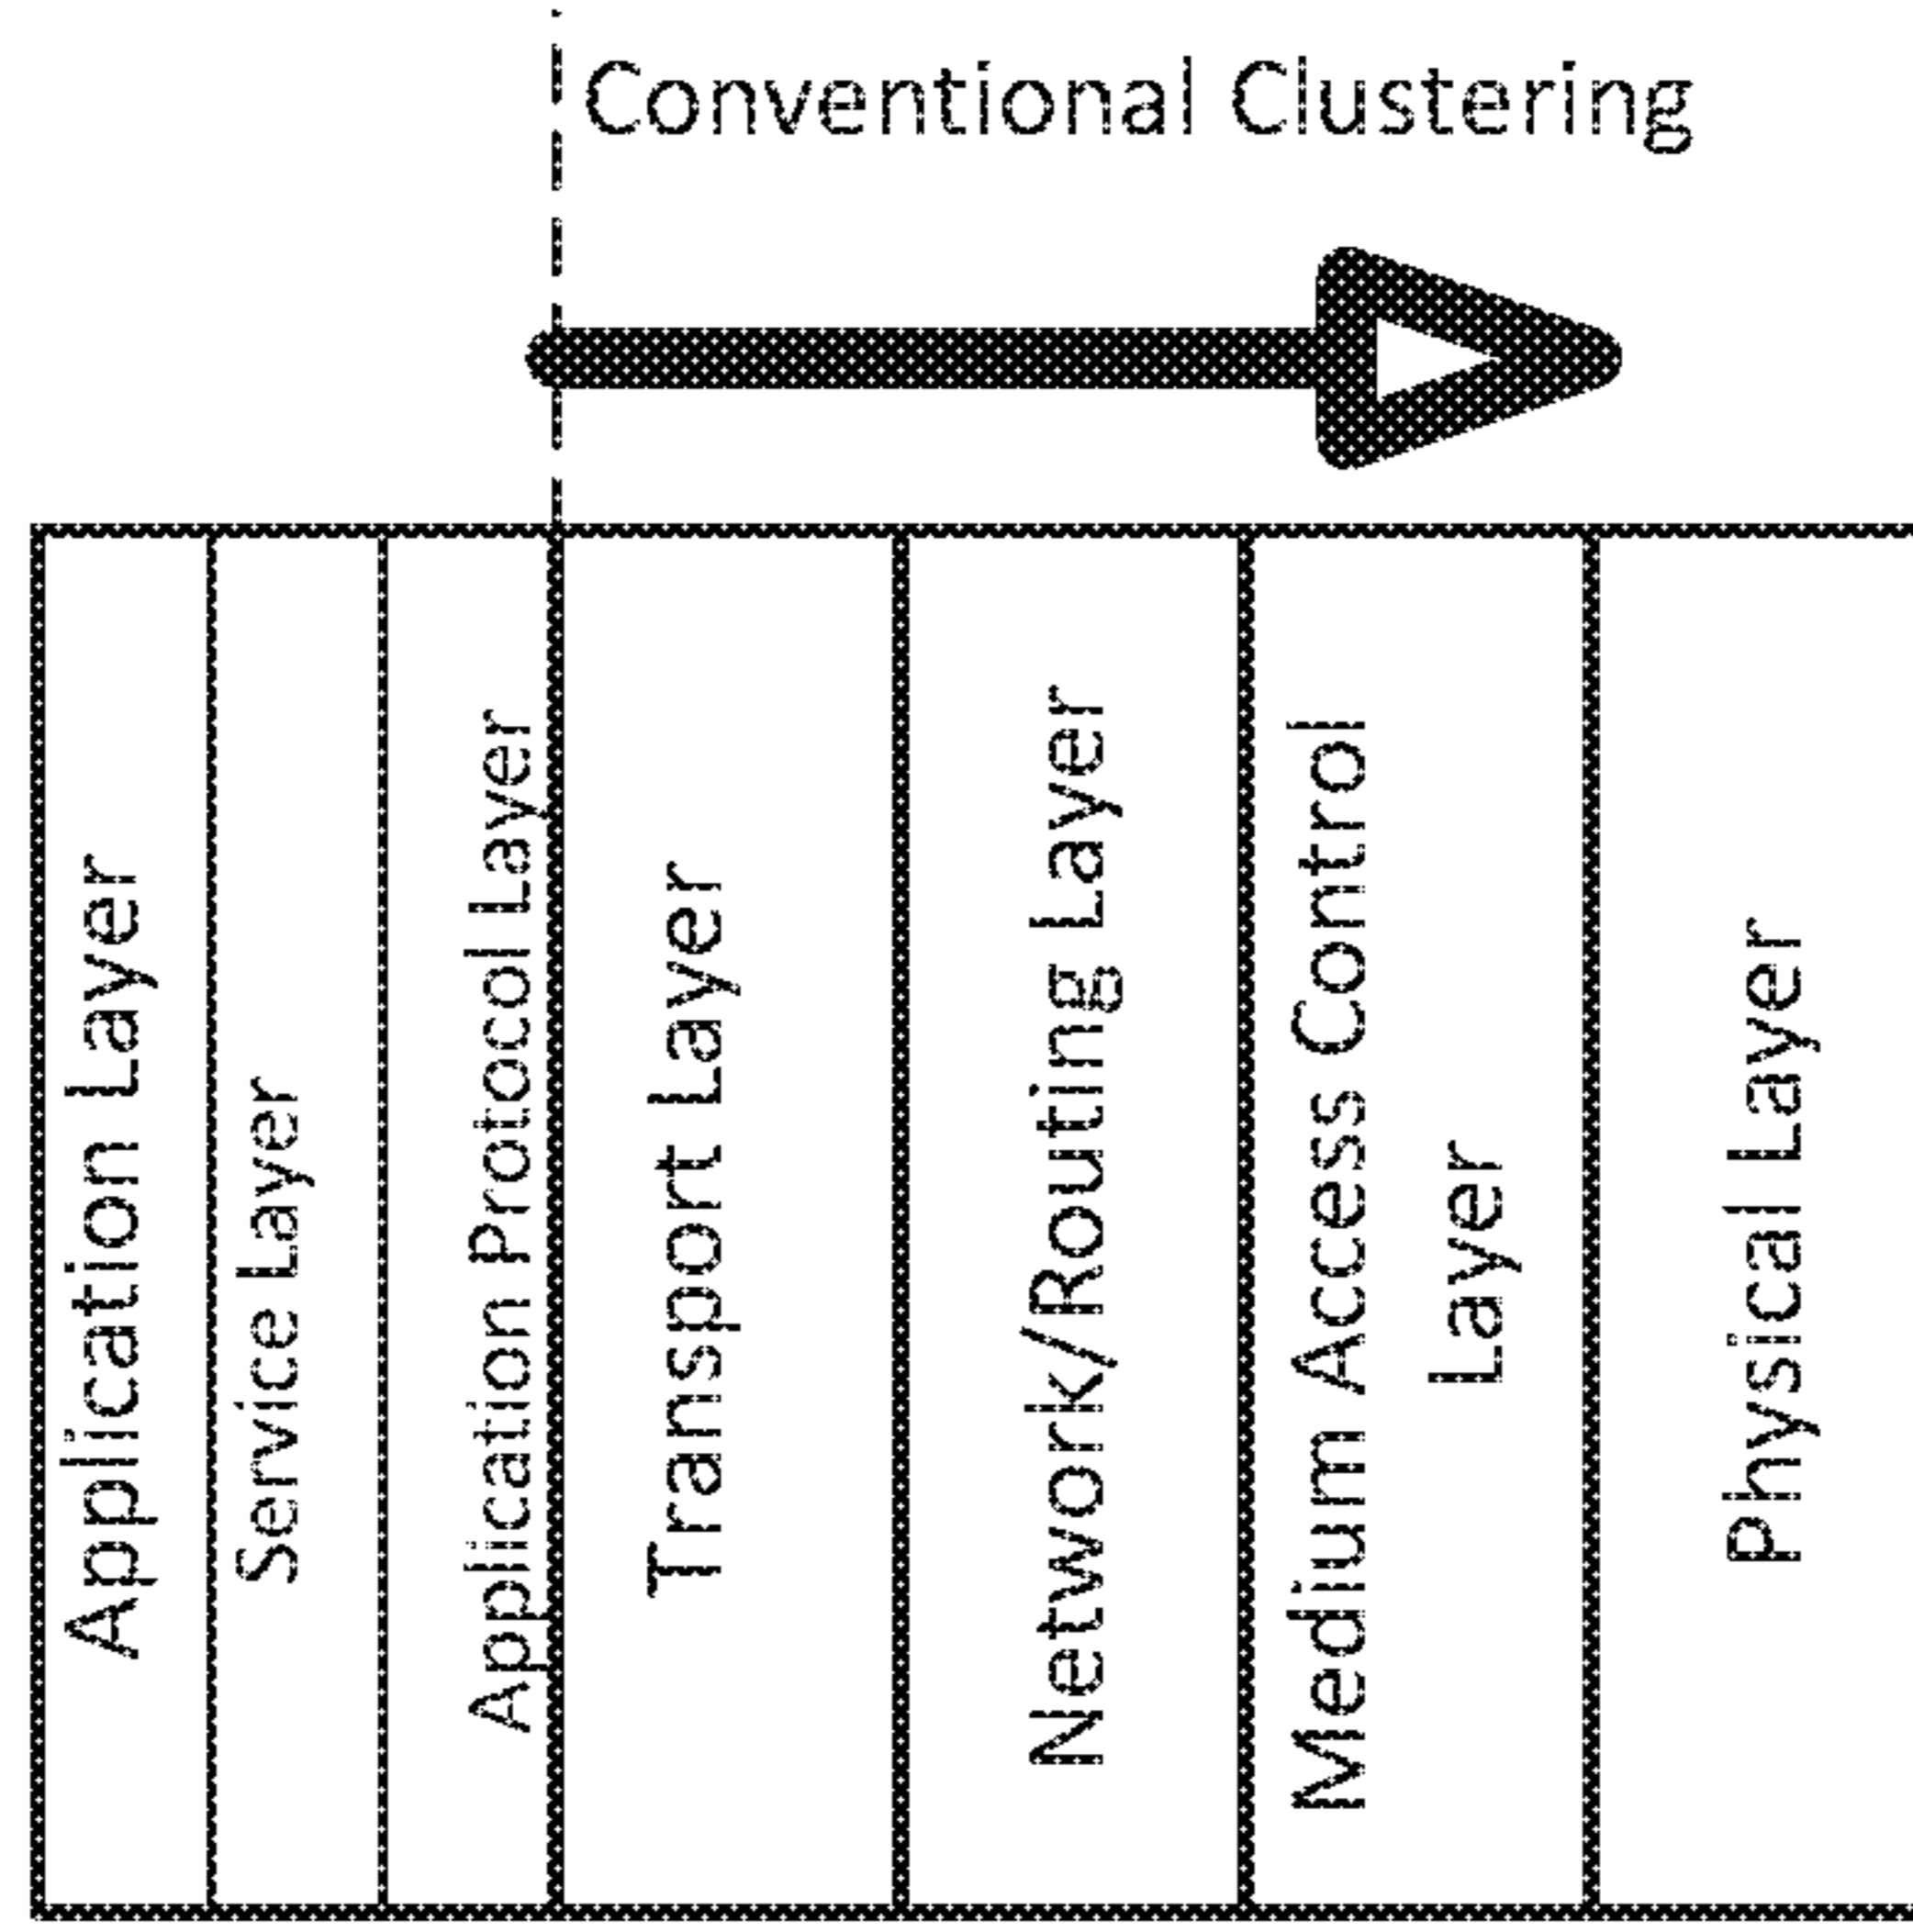 Conventional Clustering
Application Layer
Service Layer
Application Protocol Layer
Transport Layer
Network/Routing Layer
Medium Access Control
Layer
Physical Layer